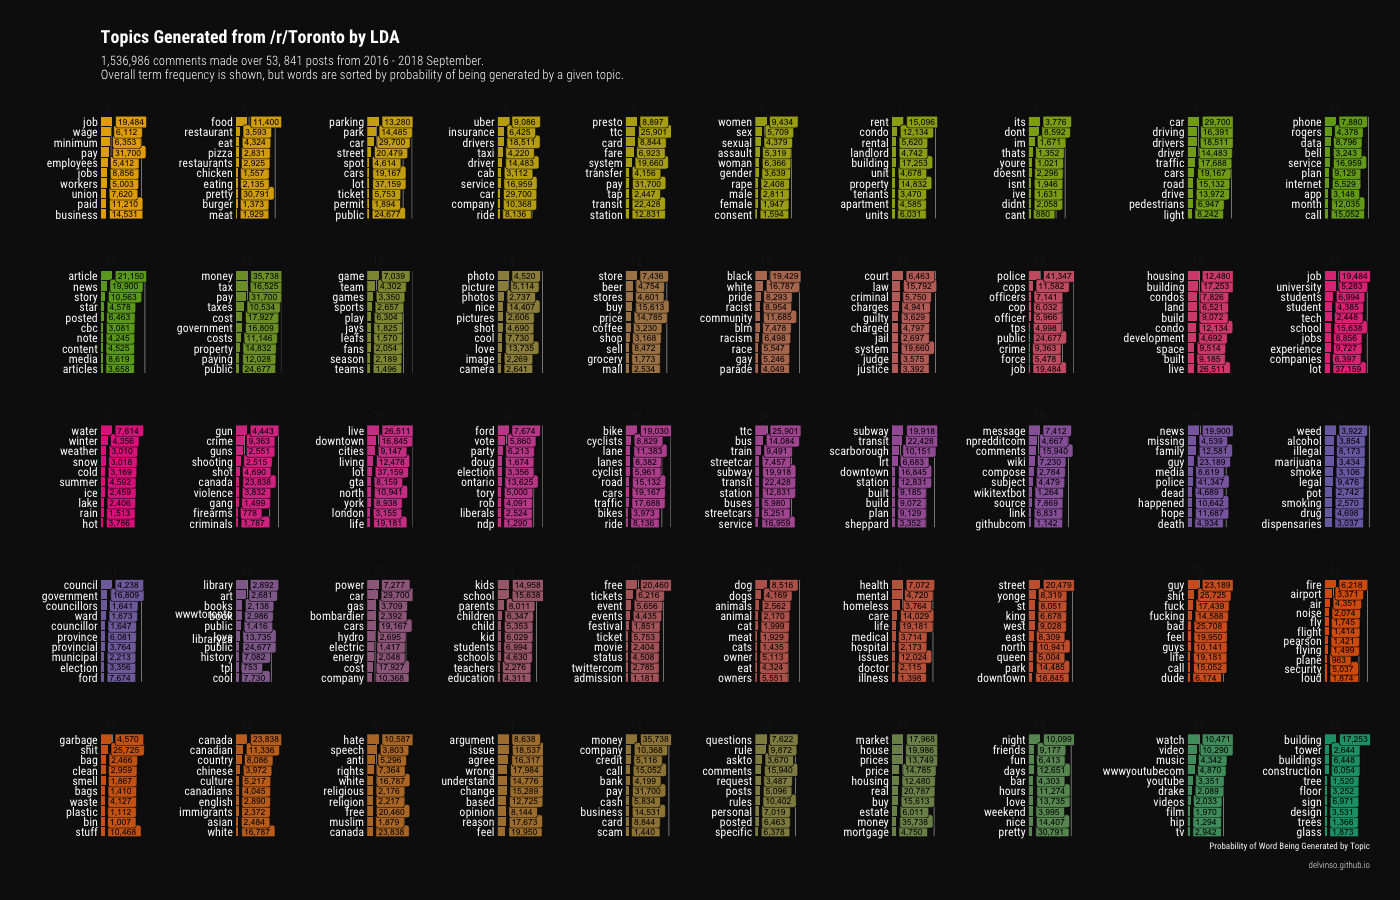 Topics Generated from /r/Toronto by LDA
1,536,986 comments made over 53, 841 posts from 2016 - 2018 September.
Overall term frequency is shown, but words are sorted by probability of being generated by a given topic.
job 19,484
wage 6,112
minimum 6,353
pay 31,700
employees 5,412
jobs 8,856
workers 5,003
union 7,620
paid 11,210
business 14,531
food 11,400
restaurant 3,593
eat 4,324
pizza 2,831
restaurants 2,925
chicken 1,557
eating 2,135
pretty 30,791
burger 1,373
meat 1,929
parking 13,280
park 14,485
car 29,700
street 20,479
spot 4,614
cars 19,167
lot 37,159
ticket 5,753
permit 1,894
public 24,677
uber 9,086
insurance 6,425
drivers 18,511
taxi 4,220
driver 14,483
cab 3,112
service 16,959
car 29,700
company 10,368
ride 8,136
presto 8,897
ttc 25,901
card 8,844
fare 6,923
system 19,660
transfer 4,156
pay 31,700
tap 2,447
transit 22,428
station 12,831
women 9,434
sex 5,709
sexual 4,379
assault 5,319
woman 6,366
gender 3,639
rape 2,408
male 2,811
female 1,947
consent 1,594
rent 15,096
condo 12,134
rental 5,620
landlord 4,742
building 17,253
unit 4,678
property 14,832
tenants 3,470
apartment 4,585
units 6,031
its 3,776
dont 8,592
im 1,671
thats 1,352
youre 1,088
doesnt 2,296
isnt 1,946
ive 1,631
didnt 2,058
cant 880
car 29,700
driving 16,391
drivers 18,511
driver 14,483
traffic 17,688
cars 19,167
road 15,132
drive 13,972
pedestrians 6,947
light 8,242
phone 7,880
rogers 4,378
data 8,796
bell 3,243
service 16,959
plan 9,129
internet 5,529
app 3,148
month 12,035
call 15,052
article 21,150
news 19,900
story 10,563
star 4,578
posted 6,463
cbc 3,081
note 4,245
content 4,525
media 8,619
articles 3,658
money 35,738
tax 16,525
pay 31,700
taxes 10,534
cost 17,927
government 16,809
costs 11,146
property 14,832
paying 12,028
public 24,677
game 7,039
team 4,302
games 3,350
sports 2,657
play 5,304
jays 1,825
leafs 1,570
fans 2,054
season 2,189
teams 1,496
photo 4,520
picture 5,114
photos 2,737
nice 14,407
pictures 2,606
shot 4,690
cool 7,730
love 13,735
image 2,269
camera 2,641
store 7,436
beer 4,754
stores 4,601
buy 15,613
price 14,785
coffee 3,230
shop 3,168
sell 8,472
grocery 1,773
mall 2,534
black 19,429
white 16,787
pride 8,293
racist 8,954
community 11,685
blm 7,478
racism 6,498
race 5,547
gay 5,246
parade 4,049
court 6,463
law 15,792
criminal 5,750
charges 4,941
guilty 3,629
charged 4,797
jail 2,697
system 19,660
judge 3,575
justice 3,392
police 41,347
cops 11,582
officers 7,141
cop 6,032
officer 5,966
tps 4,998
public 24,677
crime 9,363
force 5,478
job 19,484
housing 12,480
building 17,253
condos 7,826
land 6,521
build 9,072
condo 12,134
development 4,692
space 9,514
built 9,185
live 26,511
job 19,484
university 5,283
students 6,994
student 4,385
tech 2,448
school 15,638
jobs 8,856
experience 9,727
companies 6,397
lot 37,159
water 7,614
winter 4,356
weather 3,010
snow 3,018
cold 3,169
summer 4,592
ice 2,459
lake 2,406
rain 1,515
hot 3,788
gun 4,443
crime 9,363
guns 2,551
shooting 2,515
shot 4,690
canada 23,838
violence 3,832
gang 1,499
firearms 778
criminals 1,787
live 26,511
downtown 16,845
cities 9,147
living 12,478
lot 37,159
gta 8,159
north 10,941
york 8,938
london 3,155
life 19,181
ford 7,674
vote 5,860
party 6,213
doug 1,674
election 3,356
ontario 13,625
tory 5,000
rob 4,091
liberals 2,524
ndp 1,290
bike 19,030
cyclists 8,829
lane 11,383
lanes 8,382
cyclist 5,961
road 15,132
cars 19,167
traffic 17,688
bikes 3,973
ride 8,136
ttc 25,901
bus 14,084
train 9,491
streetcar 7,457
subway 19,918
transit 22,428
station 12,831
buses 5,980
streetcars 5,251
service 16,959
subway 19,918
transit 22,428
scarborough 10,151
lrt 6,683
downtown 16,845
station 12,831
built 9,185
build 9,072
plan 9,129
sheppard 3,352
message 7,412
npredditcom 4,667
comments 15,940
wiki 7,230
compose 2,784
subject 4,479
wikitextbot 1,264
source 7,869
link 6,831
githubcom 1,142
news 19,900
missing 4,539
family 12,581
guy 23,189
media 8,619
police 41,347
dead 4,689
happened 10,642
hope 11,687
death 4,934
weed 3,922
alcohol 3,854
illegal 8,173
marijuana 3,434
smoke 3,106
legal 9,476
pot 2,742
smoking 2,570
drug 4,698
dispensaries 3,037
council 4,238
government 16,809
councillors 1,641
ward 1,673
councillor 1,647
province 6,081
provincial 3,764
municipal 2,213
election 3,356
ford 7,674
library 2,892
art 2,681
books 2,138
book 2,986
public 1,416
13,735
public 24,677
history 7,082
tpl 753
cool 7,730
power 7,277
car 29,700
gas 3,709
bombardier 2,392
cars 19,167
hydro 2,695
electric 1,417
energy 2,048
cost 17,927
company 10,368
kids 14,958
school 15,638
parents 8,011
children 6,347
child 5,353
kid 6,029
students 6,994
schools 4,630
teachers 2,276
education 4,311
free 20,460
tickets 6,216
event 5,656
events 4,435
festival 1,851
ticket 5,753
movie 2,404
status 4,508
twittercom 2,785
admission 1,181
dog 8,516
dogs 4,169
animals 2,562
animal 2,170
cat 1,999
meat 1,929
cats 1,435
owner 5,113
eat 4,324
owners 5,551
health 7,072
mental 4,720
homeless 3,764
care 14,029
life 19,181
medical 3,714
hospital 2,173
issues 12,024
doctor 2,115
illness 1,398
street 20,479
yonge 8,319
st 8,051
king 6,678
west 9,028
east 8,309
north 10,941
queen 5,004
park 14,485
downtown 16,845
guy 23,189
shit 25,725
fuck 17,439
fucking 14,588
bad 25,708
feel 19,950
guys 10,141
life 19,181
call 15,052
dude 6,174
fire 6,218
airport 3,371
air 4,351
noise 2,074
fly 1,745
flight 1,414
pearson 1,421
flying 1,499
plane 963
security 5,037
loud 1,874
garbage 4,570
shit 25,725
bag 2,466
clean 2,959
smell 1,867
bags 1,410
waste 4,127
plastic 1,112
bin 1,007
stuff 10,468
canada 23,838
canadian 11,336
country 8,086
chinese 3,972
culture 5,217
canadians 4,045
english 2,890
immigrants 2,372
asian 2,484
white 16,787
hate 10,587
speech 3,803
anti 5,296
rights 7,364
white 16,787
religious 2,176
religion 2,217
free 20,460
muslim 1,879
canada 23,838
argument 8,638
issue 18,537
agree 16,317
wrong 17,984
understand 14,776
change 15,289
based 12,725
opinion 8,144
reason 17,673
feel 19,950
money 35,738
company 10,368
credit 5,116
call 15,052
bank 4,199
pay 31,700
cash 5,834
business 14,531
card 8,844
scam 1,440
questions 7,622
rule 9,872
askto 3,670
comments 15,940
request 3,487
posts 5,096
rules 10,402
personal 7,019
posted 6,463
specific 6,378
market 17,968
house 19,986
prices 13,749
price 14,785
housing 12,480
real 20,787
buy 15,613
estate 6,011
money 35,738
mortgage 4,750
night 10,099
friends 9,177
fun 6,413
days 12,651
bar 4,303
hours 11,274
love 13,735
weekend 3,995
nice 14,407
pretty 30,791
watch 10,471
video 10,290
music 4,342
wwwyoutubecom 4,870
youtube 3,351
drake 2,089
videos 2,033
film 1,970
hip 1,294
tv 2,942
building 17,253
tower 2,644
buildings 6,448
construction 6,054
tree 1,520
floor 3,252
sign 6,971
design 3,531
trees 1,366
glass 1,873
Probability of Word Being Generated by Topic
delvinso.github.io